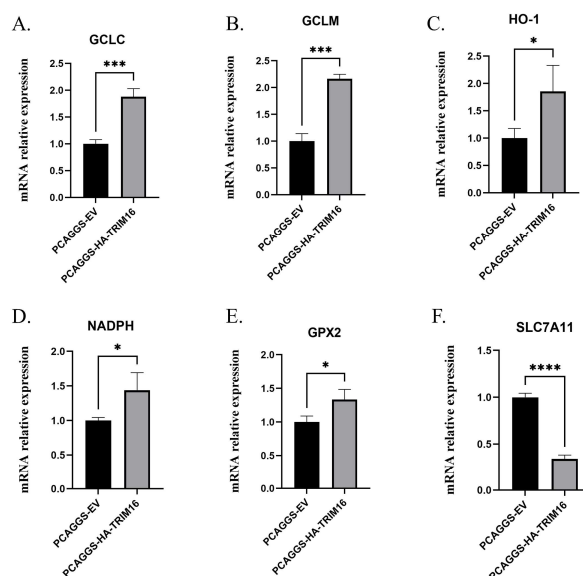 A.
GCLC
mRNA relative expression
2.5
2.0
1.5
1.0
0.5
0.0
***
PCAGGS-EV
PCAGGS-HA-TRIM16
B.
GCLM
mRNA relative expression
2.5
2.0
1.5
1.0
0.5
0.0
***
PCAGGS-EV
PCAGGS-HA-TRIM16
C.
HO-1
mRNA relative expression
2.5
2.0
1.5
1.0
0.5
0.0
*
PCAGGS-EV
PCAGGS-HA-TRIM16
D.
NADPH
mRNA relative expression
2.0
1.5
1.0
0.5
0.0
*
PCAGGS-EV
PCAGGS-HA-TRIM16
E.
GPX2
mRNA relative expression
2.0
1.5
1.0
0.5
0.0
*
PCAGGS-EV
PCAGGS-HA-TRIM16
F.
SLC7A11
mRNA relative expression
1.5
1.0
0.5
0.0
****
PCAGGS-EV
PCAGGS-HA-TRIM16